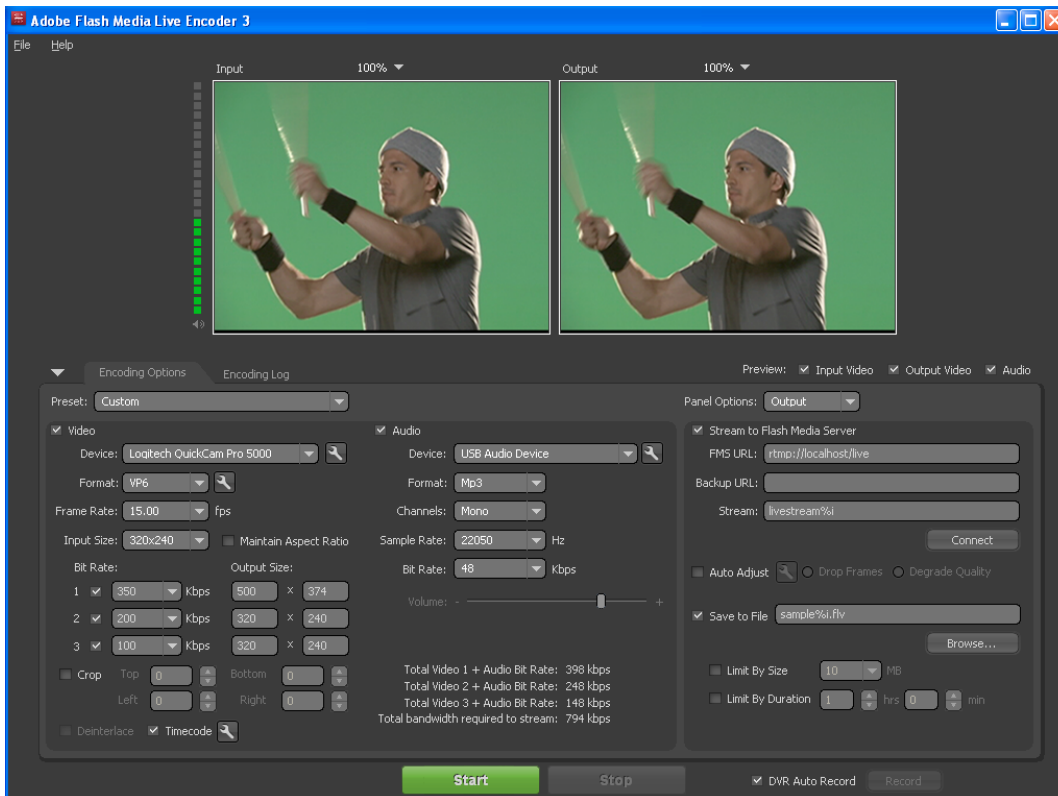 Adobe Flash Media Live Encoder 3
File Help
Input 100% Output 100%
Encoding Options Encoding Log Preview: Input Video Output Video Audio
Preset: Custom Panel Options: Output
Video Audio Stream to Flash Media Server
Device: Logitech QuickCam Pro 5000 Device: USB Audio Device FMS URL: rtmp://localhost/live
Format: VP6 Format: Mp3 Backup URL:
Frame Rate: 15.00 fps Channels: Mono Stream: livestream%i
Input Size: 320x240 Maintain Aspect Ratio Sample Rate: 22050 Hz Connect
Bit Rate: Output Size: Bit Rate: 48 Kbps Auto Adjust Drop Frames Degrade Quality
1 350 Kbps 500 X 374 Volume: - +
2 200 Kbps 320 X 240 Save to File sample%i.flv
3 100 Kbps 320 X 240 Browse...
Crop Top 0 Bottom 0 Total Video 1 + Audio Bit Rate: 398 kbps Limit By Size 10 MB
Total Video 2 + Audio Bit Rate: 248 kbps
Left 0 Right 0 Total Video 3 + Audio Bit Rate: 148 kbps Limit By Duration 1 hrs 0 min
Total bandwidth required to stream: 794 kbps
Deinterlace Timecode
Start Stop DVR Auto Record Record